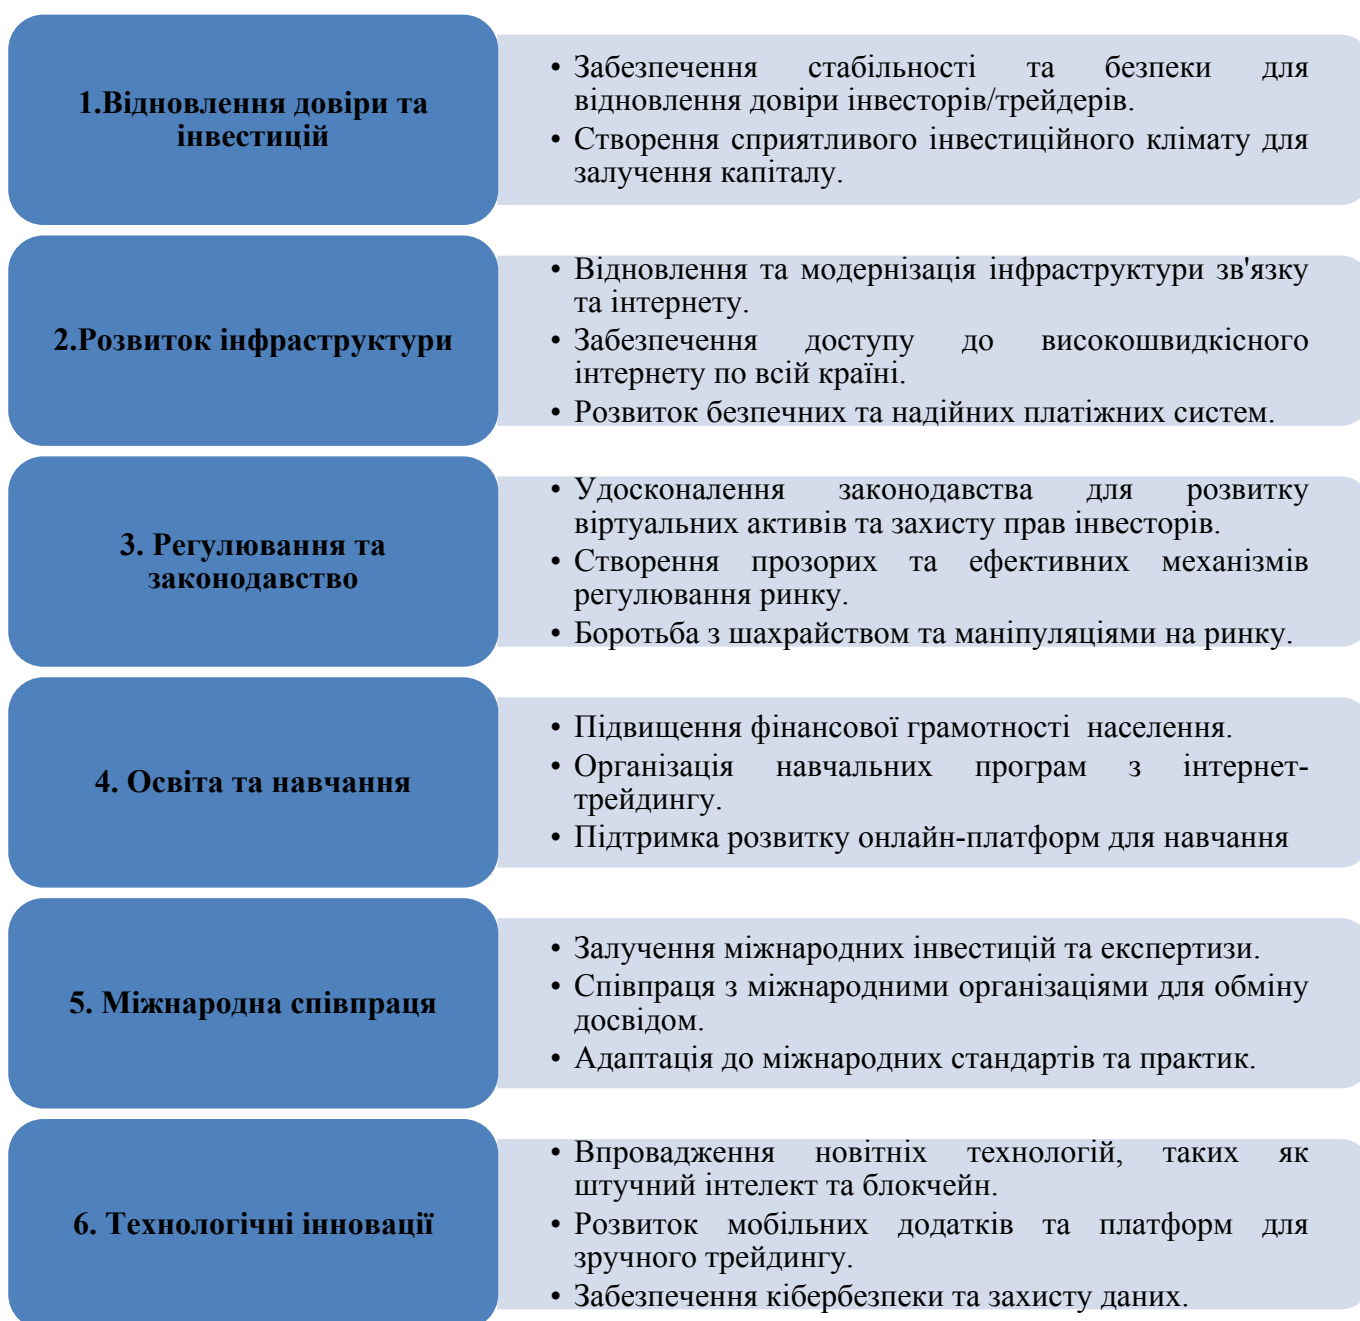 1.Відновлення довіри та
інвестицій
• Забезпечення стабільності та безпеки для
відновлення довіри інвесторів/трейдерів.
• Створення сприятливого інвестиційного клімату для
залучення капіталу.
2.Розвиток інфраструктури
• Відновлення та модернізація інфраструктури зв'язку
та інтернету.
• Забезпечення доступу до високошвидкісного
інтернету по всій країні.
• Розвиток безпечних та надійних платіжних систем.
3. Регулювання та
законодавство
• Удосконалення законодавства для розвитку
віртуальних активів та захисту прав інвесторів.
• Створення прозорих та ефективних механізмів
регулювання ринку.
• Боротьба з шахрайством та маніпуляціями на ринку.
4. Освіта та навчання
• Підвищення фінансової грамотності населення.
• Організація навчальних програм з інтернет-
трейдингу.
• Підтримка розвитку онлайн-платформ для навчання
5. Міжнародна співпраця
• Залучення міжнародних інвестицій та експертизи.
• Співпраця з міжнародними організаціями для обміну
досвідом.
• Адаптація до міжнародних стандартів та практик.
6. Технологічні інновації
• Впровадження новітніх технологій, таких як
штучний інтелект та блокчейн.
• Розвиток мобільних додатків та платформ для
зручного трейдингу.
• Забезпечення кібербезпеки та захисту даних.